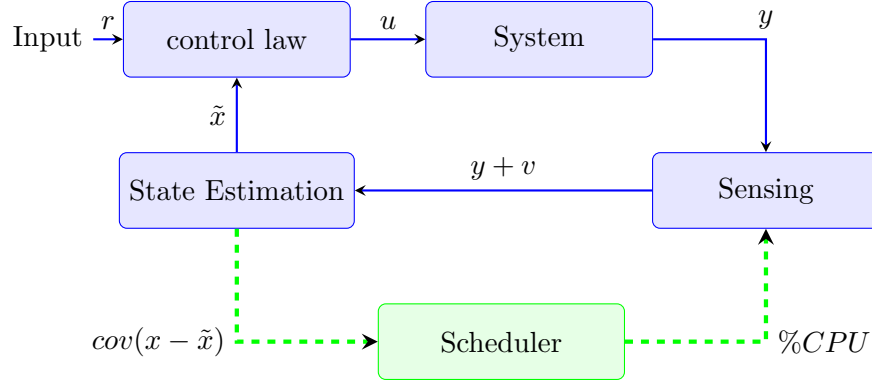 Input
r
control law
u
System
y
x̃
State Estimation
y + v
Sensing
cov(x − x̃)
Scheduler
%CPU